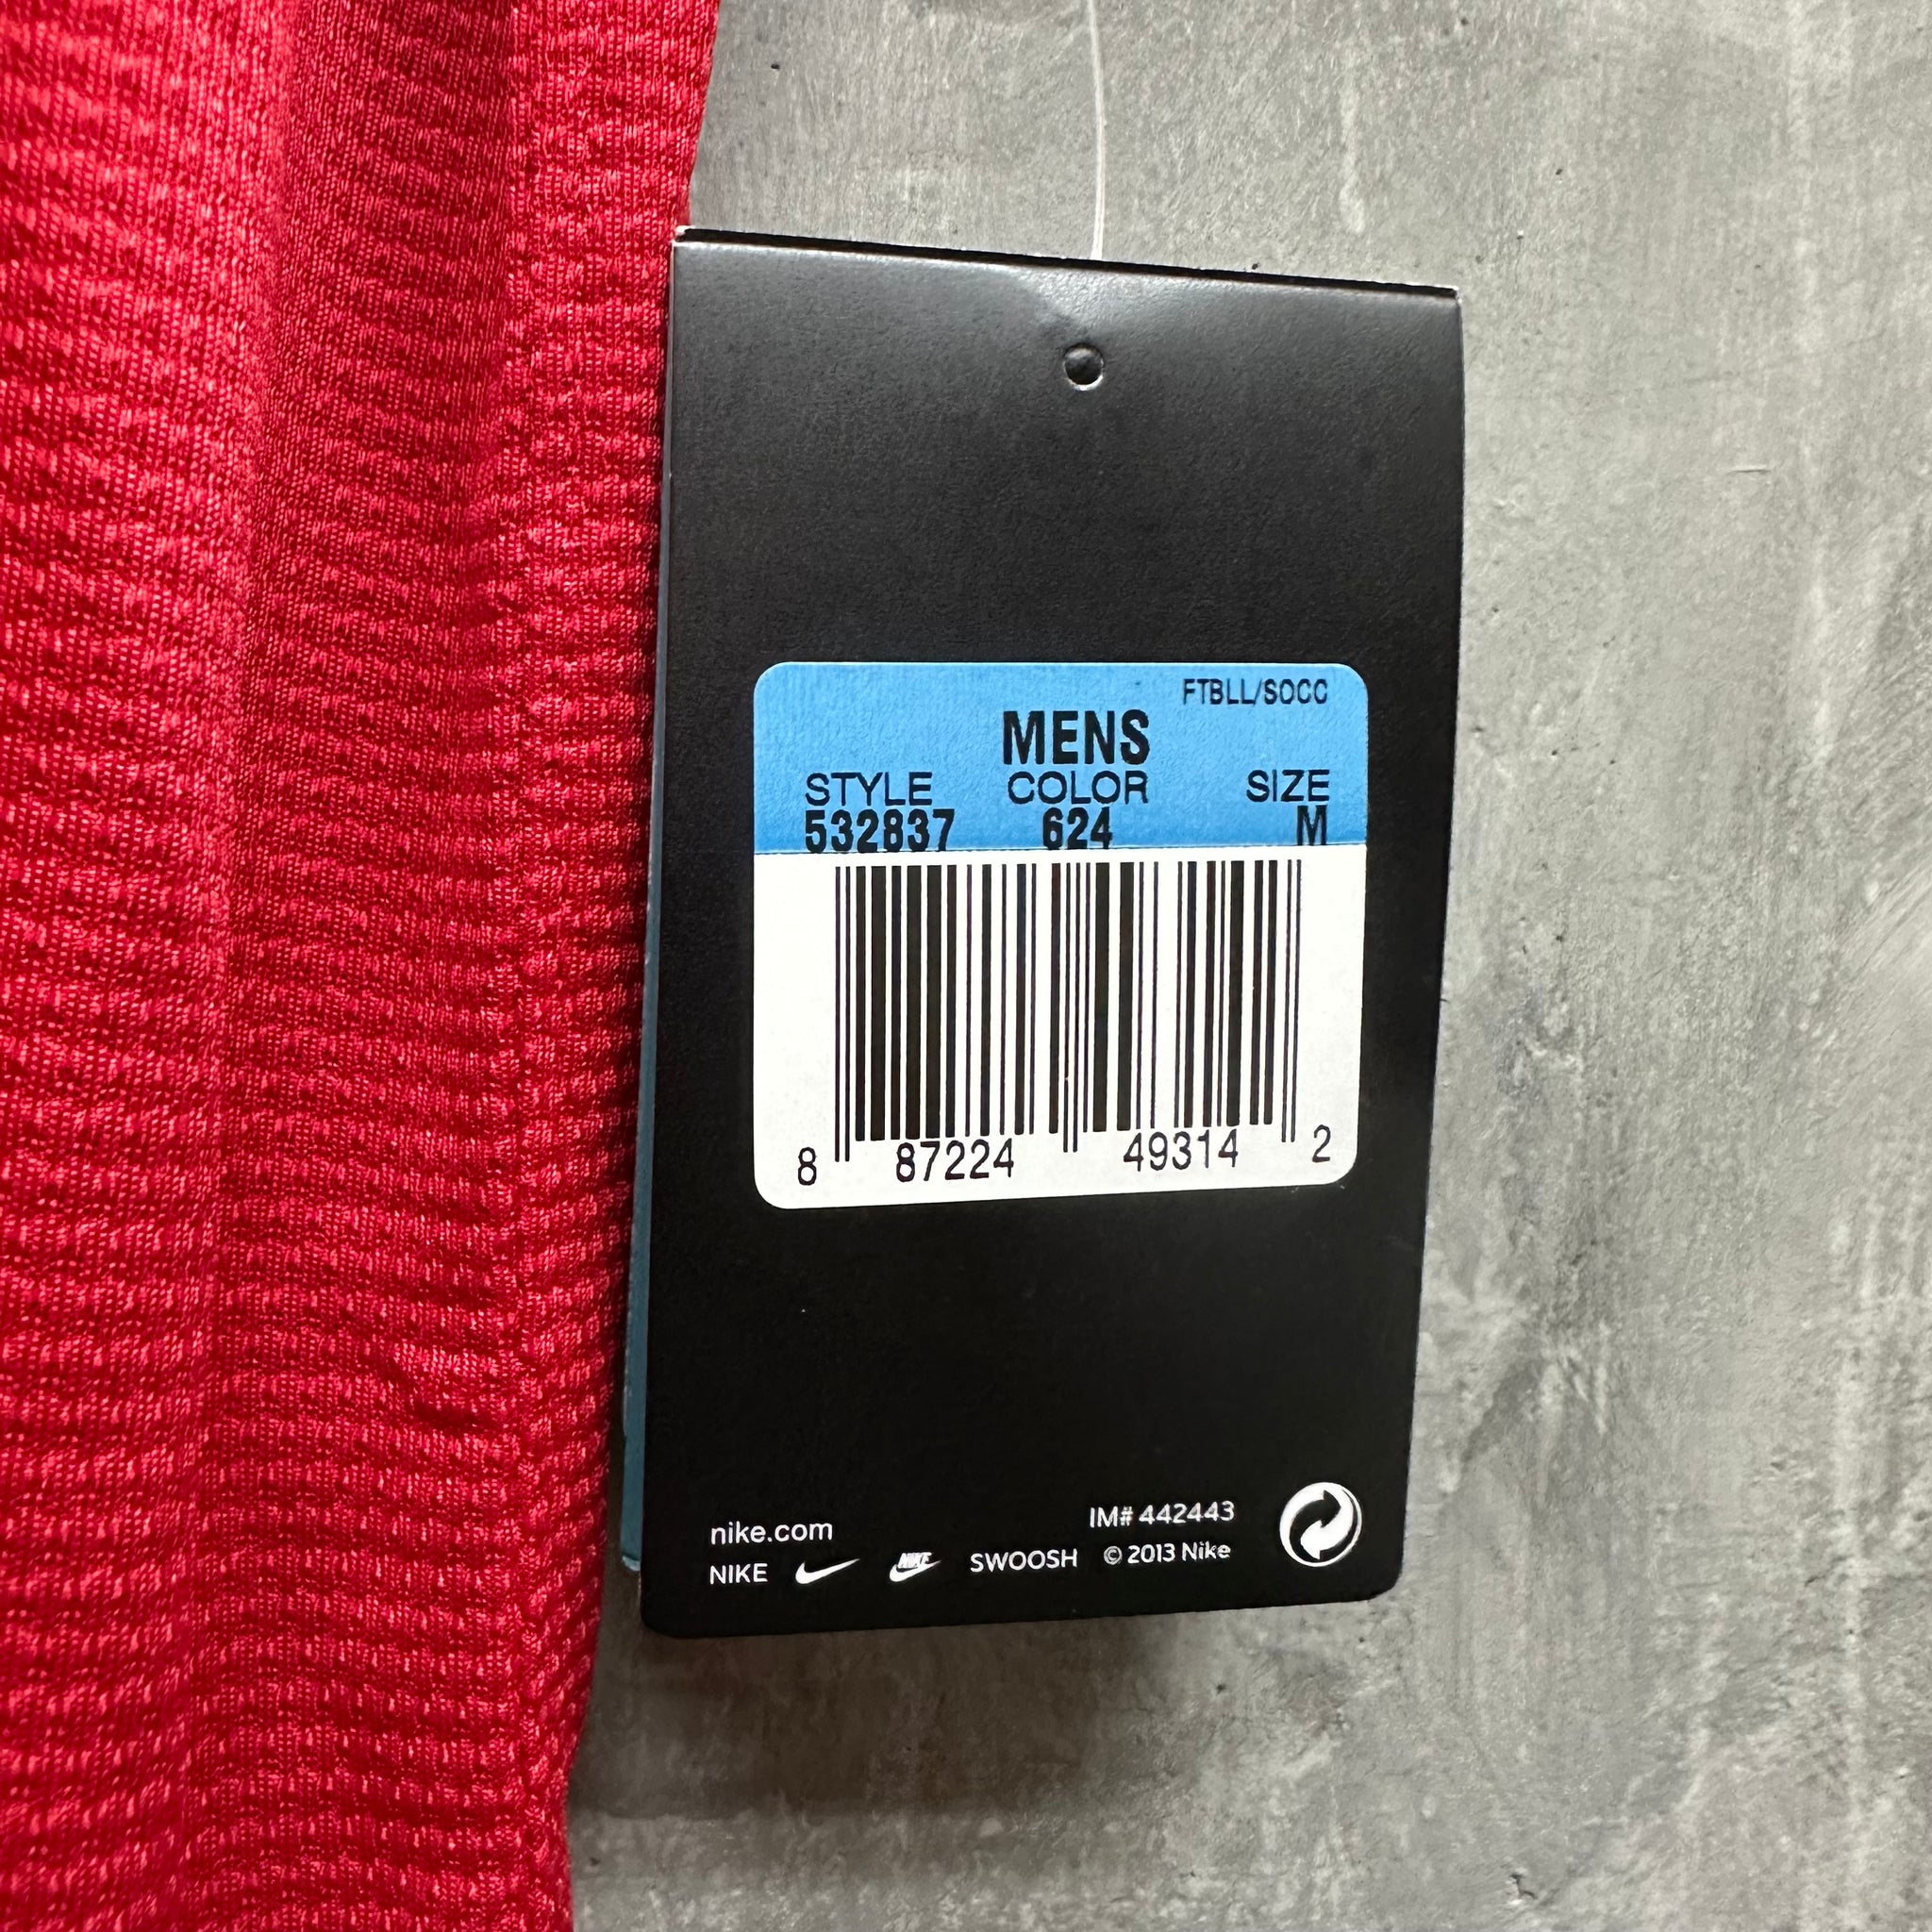 FTBLL/SOCC
MENS
STYLE COLOR SIZE
532837 624 M
8 87224 49314 2
nike.com IM# 442443
NIKE NIKE SWOOSH © 2013 Nike